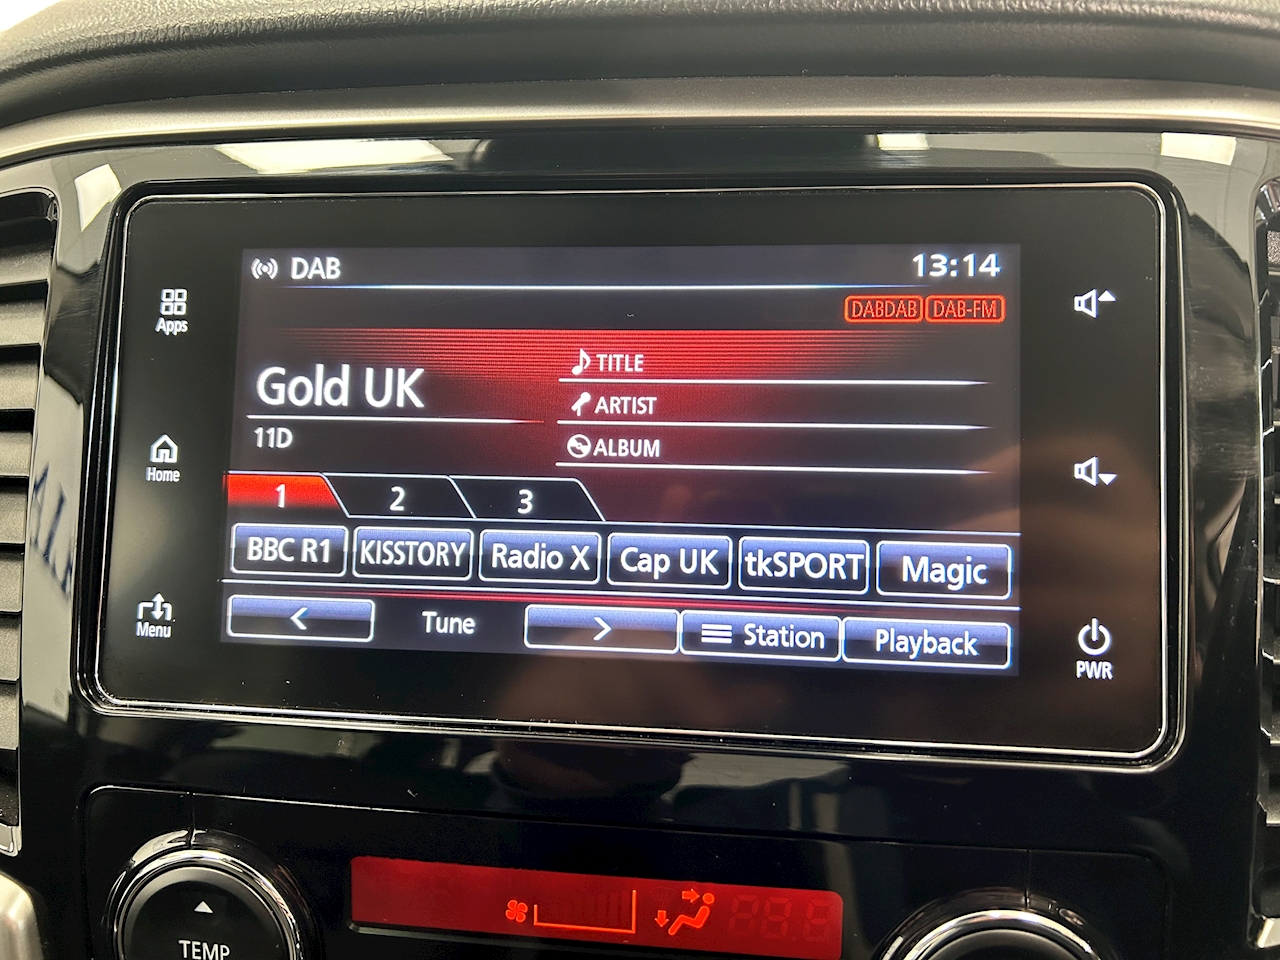 DAB
13:14
DABDAB DAB-FM
Apps
Gold UK
TITLE
ARTIST
11D
ALBUM
Home
1 2 3
BBC R1 KISSTORY Radio X Cap UK tkSPORT Magic
Menu
< Tune > Station Playback
PWR
TEMP